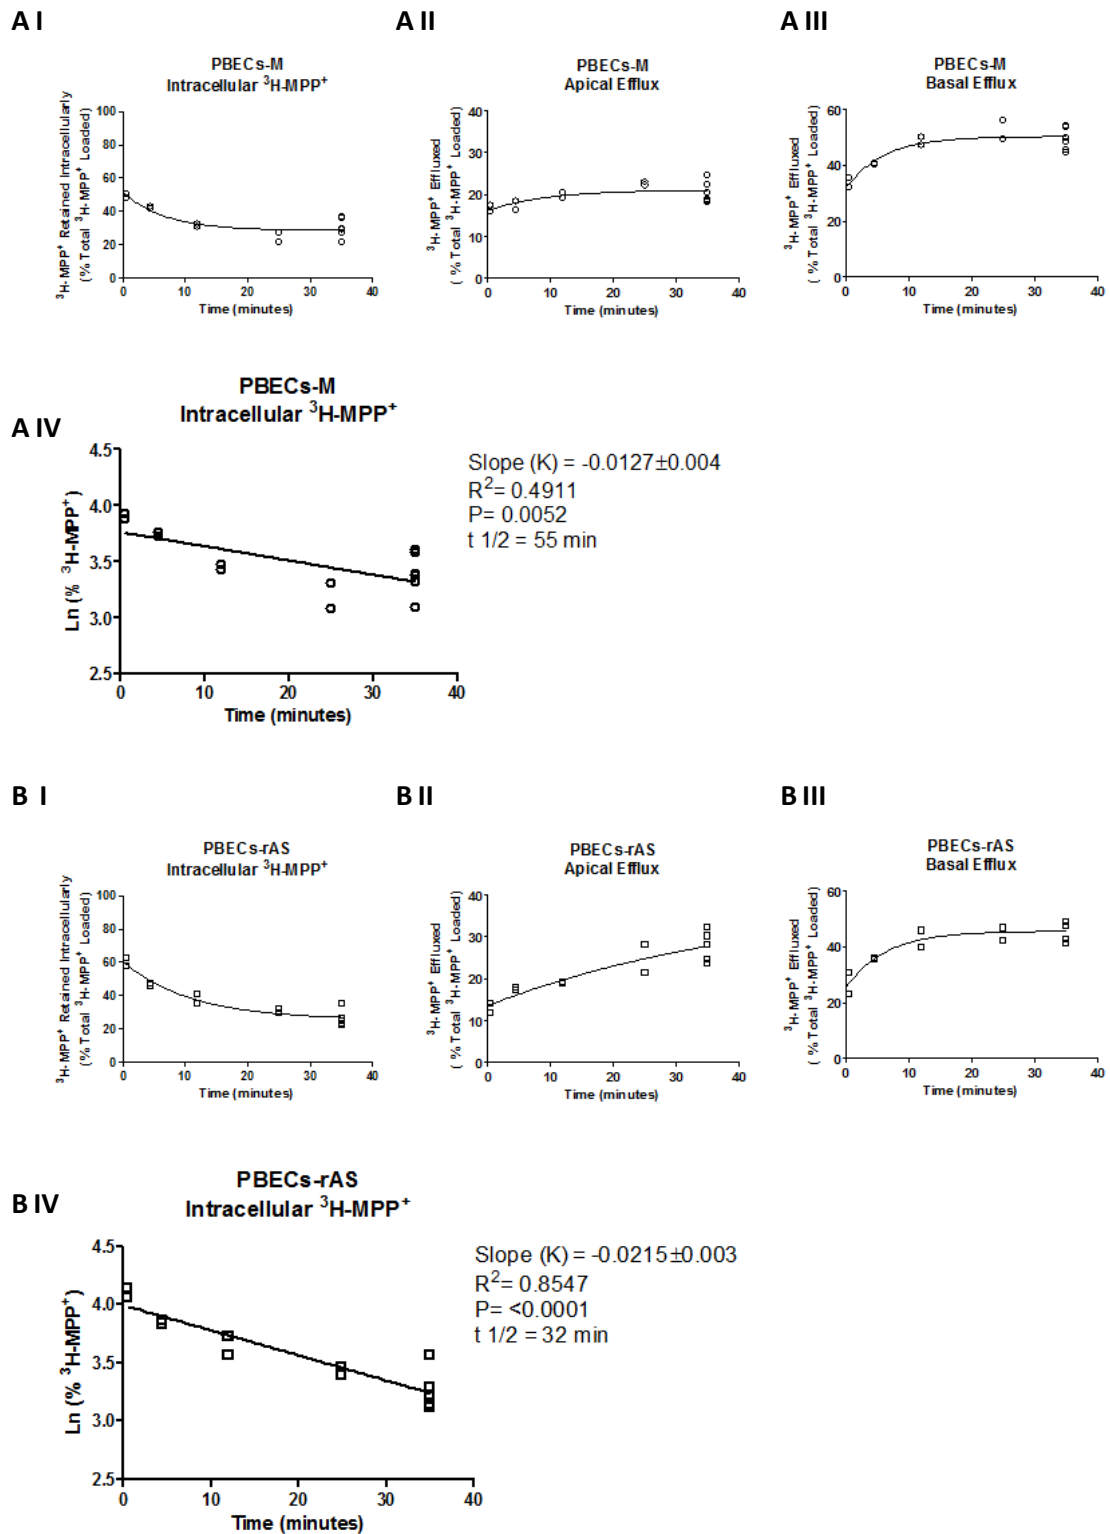 A I
A II
A III
PBECs-M
Intracellular ³H-MPP⁺
³H-MPP⁺ Retained Intracellularly
(% Total ³H-MPP⁺ Loaded)
100
80
60
40
20
0
0 10 20 30 40
Time (minutes)
PBECs-M
Apical Efflux
³H-MPP⁺ Effluxed
( % Total ³H-MPP⁺ Loaded)
40
30
20
10
0
0 10 20 30 40
Time (minutes)
PBECs-M
Basal Efflux
³H-MPP⁺ Effluxed
( % Total ³H-MPP⁺ Loaded)
60
40
20
0
0 10 20 30 40
Time (minutes)
A IV
PBECs-M
Intracellular ³H-MPP⁺
Ln (% ³H-MPP⁺)
4.5
4.0
3.5
3.0
2.5
0 10 20 30 40
Time (minutes)
Slope (K) = -0.0127±0.004
R²= 0.4911
P= 0.0052
t 1/2 = 55 min
B I
B II
B III
PBECs-rAS
Intracellular ³H-MPP⁺
³H-MPP⁺ Retained Intracellularly
(% Total ³H-MPP⁺ Loaded)
100
80
60
40
20
0
0 10 20 30 40
Time (minutes)
PBECs-rAS
Apical Efflux
³H-MPP⁺ Effluxed
( % Total ³H-MPP⁺ Loaded)
40
30
20
10
0
0 10 20 30 40
Time (minutes)
PBECs-rAS
Basal Efflux
³H-MPP⁺ Effluxed
( % Total ³H-MPP⁺ Loaded)
60
40
20
0
0 10 20 30 40
Time (minutes)
B IV
PBECs-rAS
Intracellular ³H-MPP⁺
Ln (% ³H-MPP⁺)
4.5
4.0
3.5
3.0
2.5
0 10 20 30 40
Time (minutes)
Slope (K) = -0.0215±0.003
R²= 0.8547
P= <0.0001
t 1/2 = 32 min